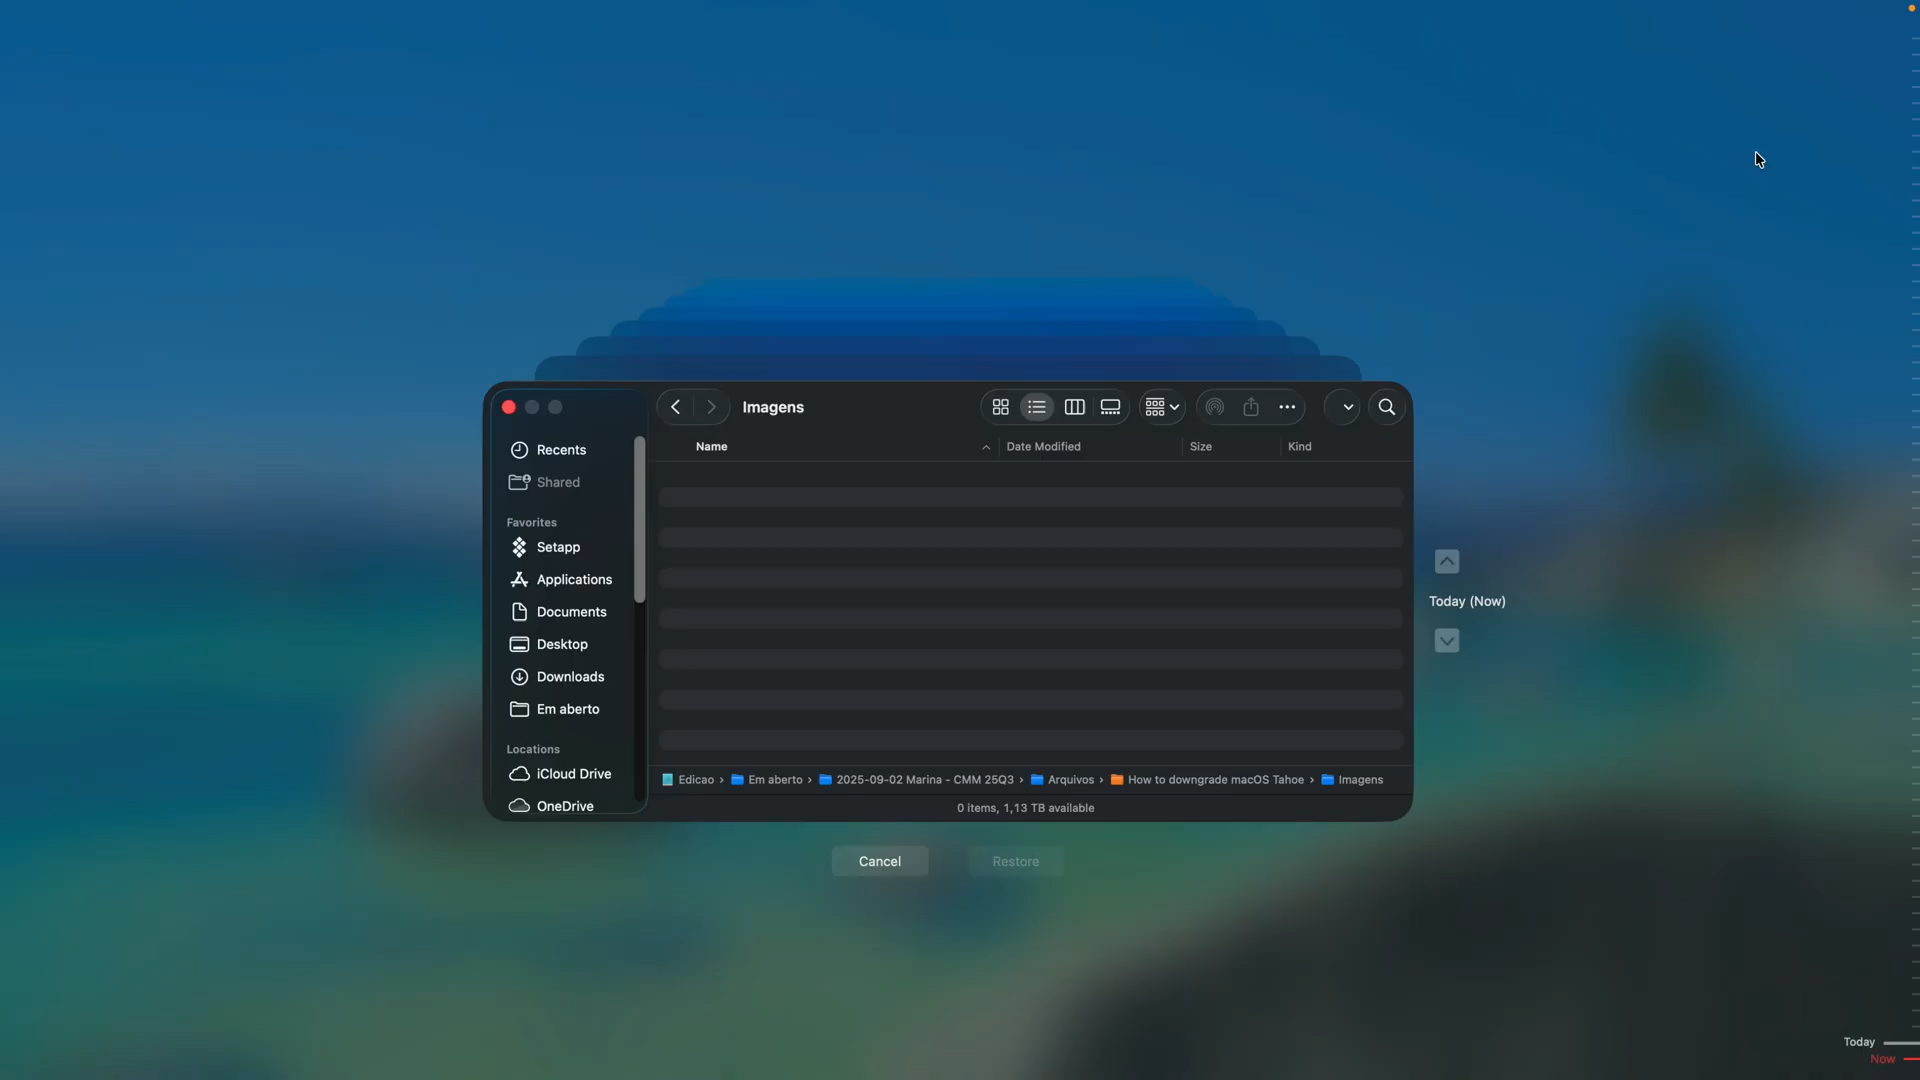 Imagens
Name
Date Modified
Size
Kind
Recents
Shared
Favorites
Setapp
Applications
Documents
Desktop
Downloads
Em aberto
Locations
iCloud Drive
OneDrive
Edicao › Em aberto › 2025-09-02 Marina - CMM 25Q3 › Arquivos › How to downgrade macOS Tahoe › Imagens
0 items, 1,13 TB available
Today (Now)
Cancel
Restore
Today
Now